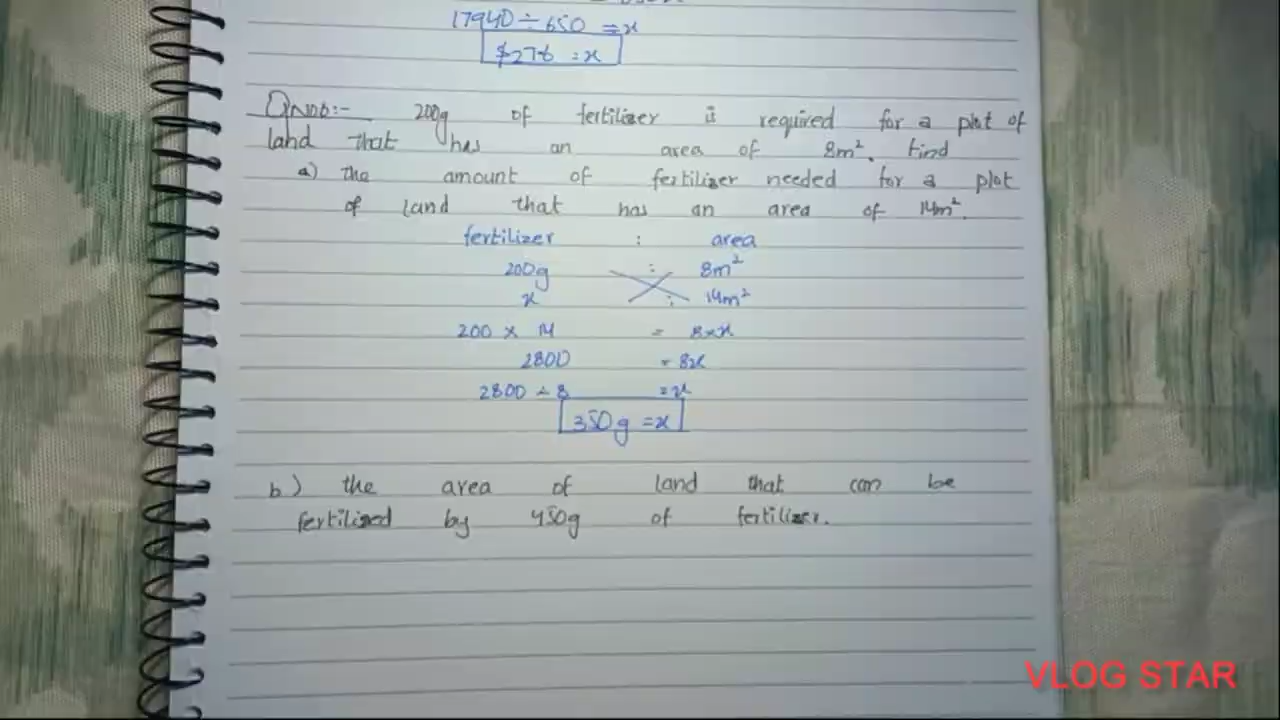 17940 ÷ 650 = x
$276 = x
QNo6:- 200g of fertilizer is required for a plot of
land that has an area of 8m². Find
a) the amount of fertilizer needed for a plot
of land that has an area of 14m².
fertilizer : area
200g : 8m²
x : 14m²
200 × 14 = 8×x
2800 = 8x
2800 ÷ 8 = x
350g = x
b) the area of land that can be
fertilized by 450g of fertilizer.
VLOG STAR